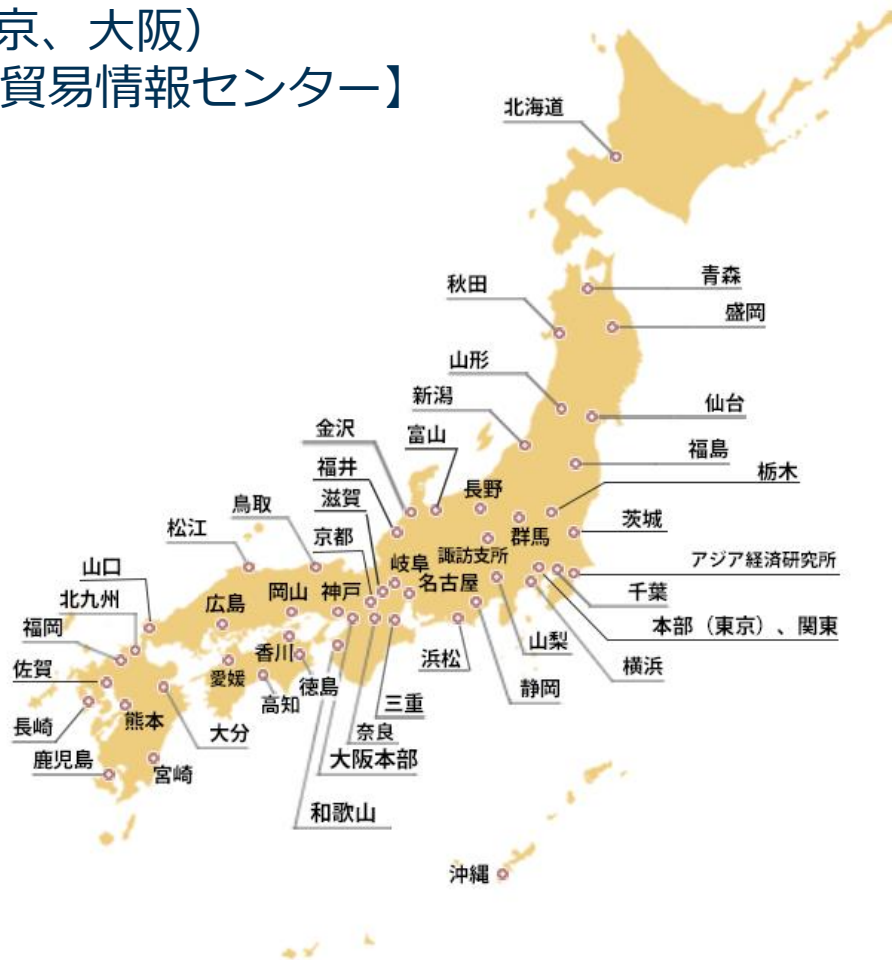 京、大阪）
貿易情報センター】
北海道
青森
秋田
盛岡
山形
新潟
仙台
金沢
富山
福島
福井
栃木
長野
滋賀
鳥取
茨城
群馬
松江
京都
諏訪支所
岐阜
アジア経済研究所
山口
名古屋
岡山
神戸
千葉
北九州
広島
福岡
本部（東京）、関東
山梨
香川
浜松
佐賀
横浜
愛媛
徳島
静岡
高知
三重
熊本
長崎
大分
奈良
鹿児島
大阪本部
宮崎
和歌山
沖縄